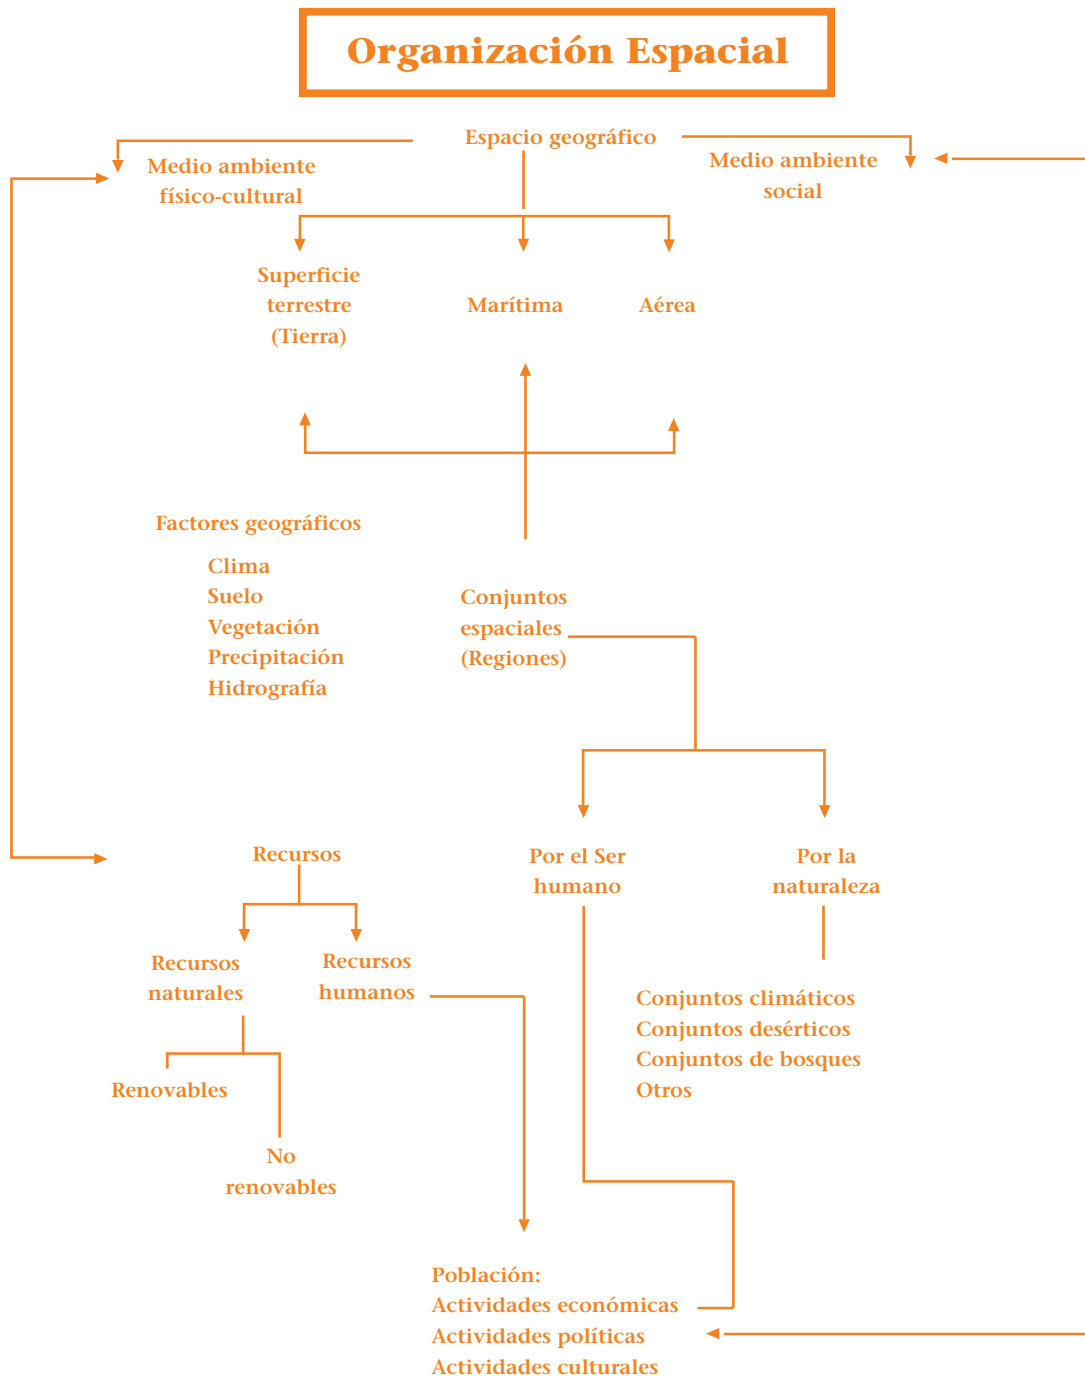 Organización Espacial
Espacio geográfico
Medio ambiente
físico-cultural
Medio ambiente
social
Superficie
terrestre
(Tierra)
Marítima
Aérea
Factores geográficos
Clima
Suelo
Vegetación
Precipitación
Hidrografía
Conjuntos
espaciales
(Regiones)
Recursos
Por el Ser
humano
Por la
naturaleza
Recursos
naturales
Recursos
humanos
Conjuntos climáticos
Conjuntos desérticos
Conjuntos de bosques
Otros
Renovables
No
renovables
Población:
Actividades económicas
Actividades políticas
Actividades culturales